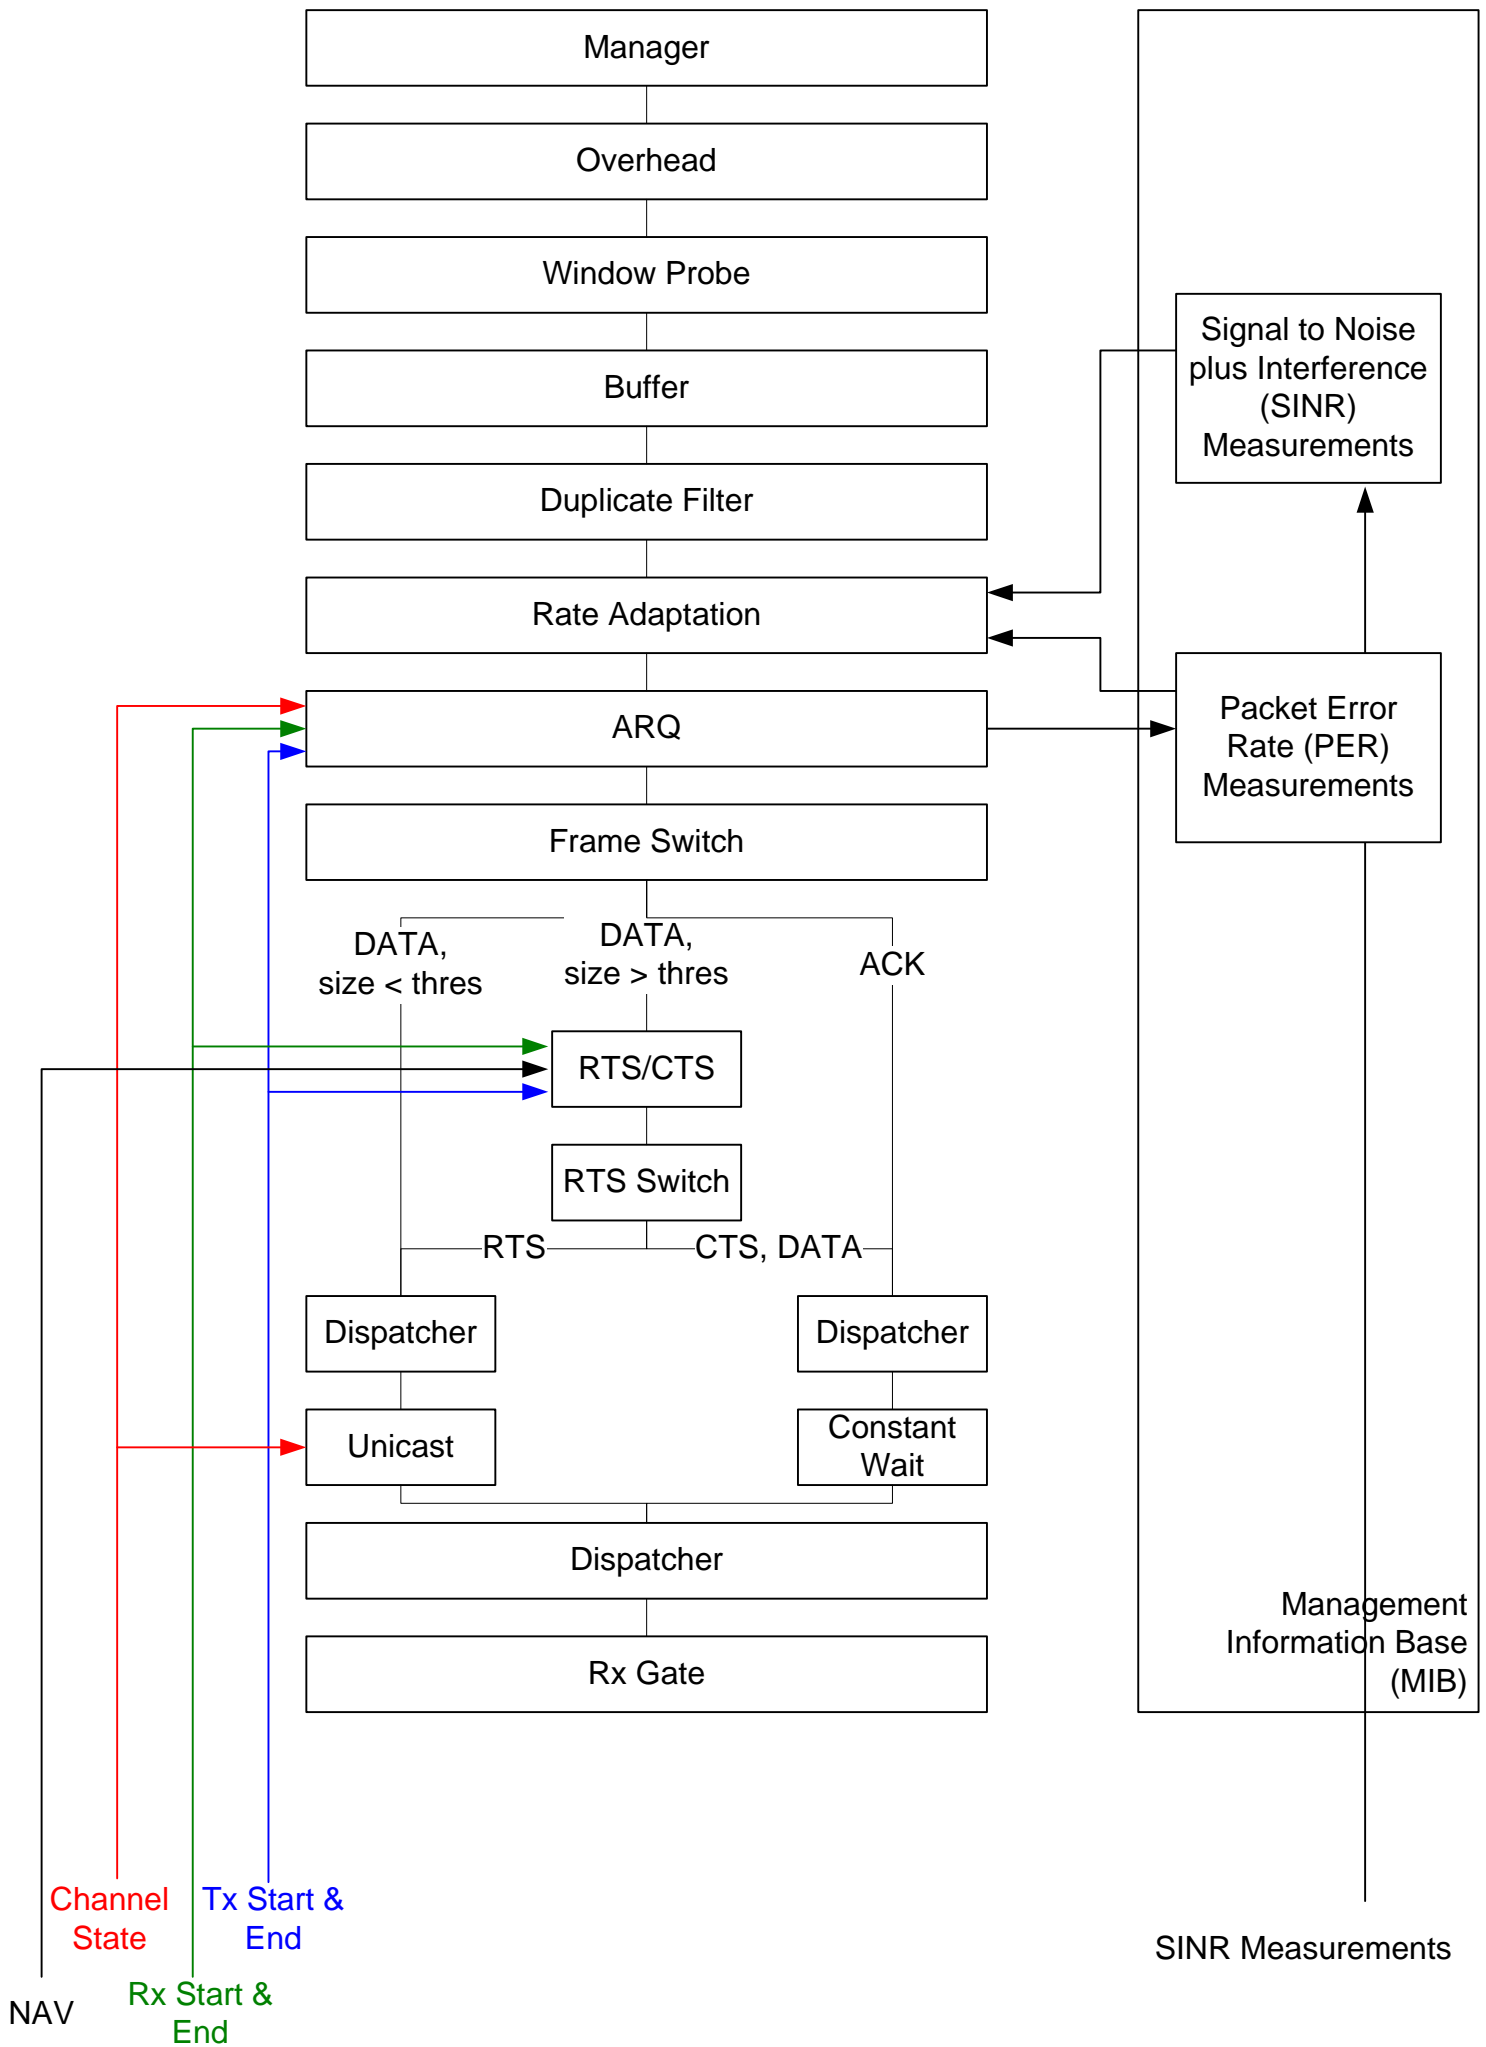 Manager
Overhead
Window Probe
Buffer
Duplicate Filter
Rate Adaptation
ARQ
Frame Switch
DATA,
size < thres
DATA,
size > thres
ACK
RTS/CTS
RTS Switch
RTS
CTS, DATA
Dispatcher
Dispatcher
Unicast
Constant
Wait
Dispatcher
Rx Gate
Signal to Noise
plus Interference
(SINR)
Measurements
Packet Error
Rate (PER)
Measurements
Management
Information Base
(MIB)
Channel
State
Tx Start &
End
SINR Measurements
NAV
Rx Start &
End